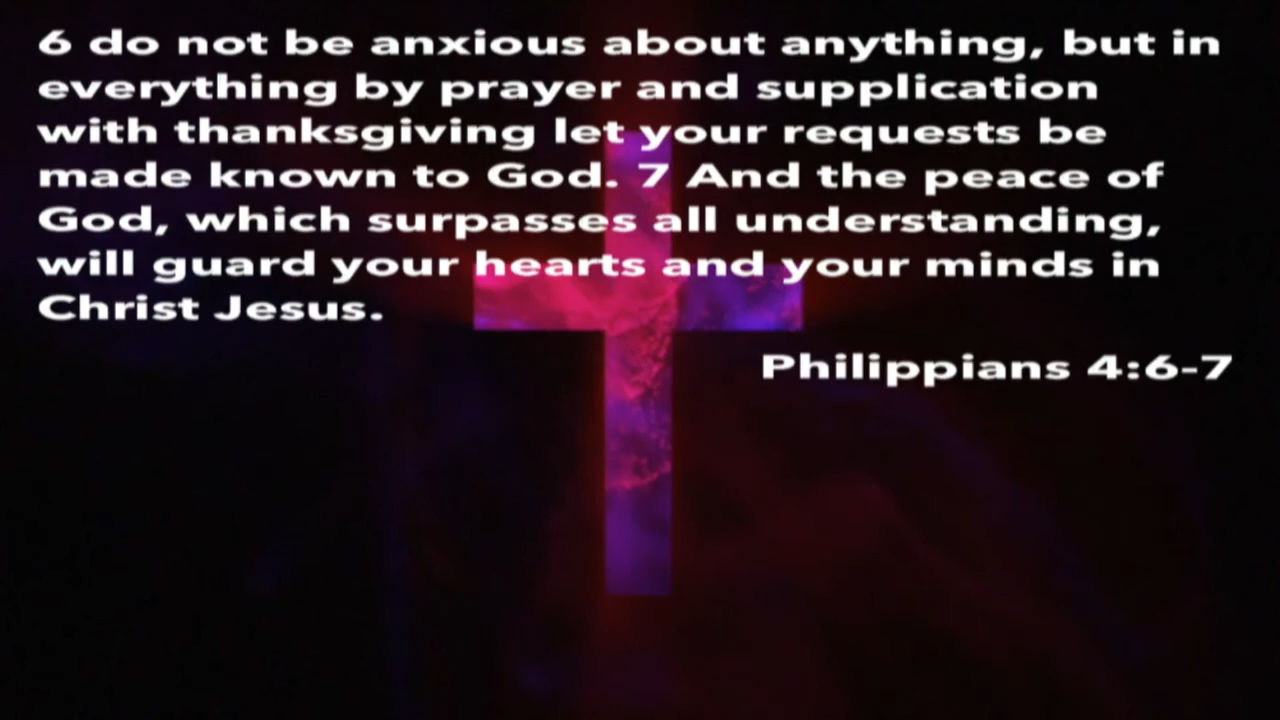 6 do not be anxious about anything, but in
everything by prayer and supplication
with thanksgiving let your requests be
made known to God. 7 And the peace of
God, which surpasses all understanding,
will guard your hearts and your minds in
Christ Jesus.
Philippians 4:6-7